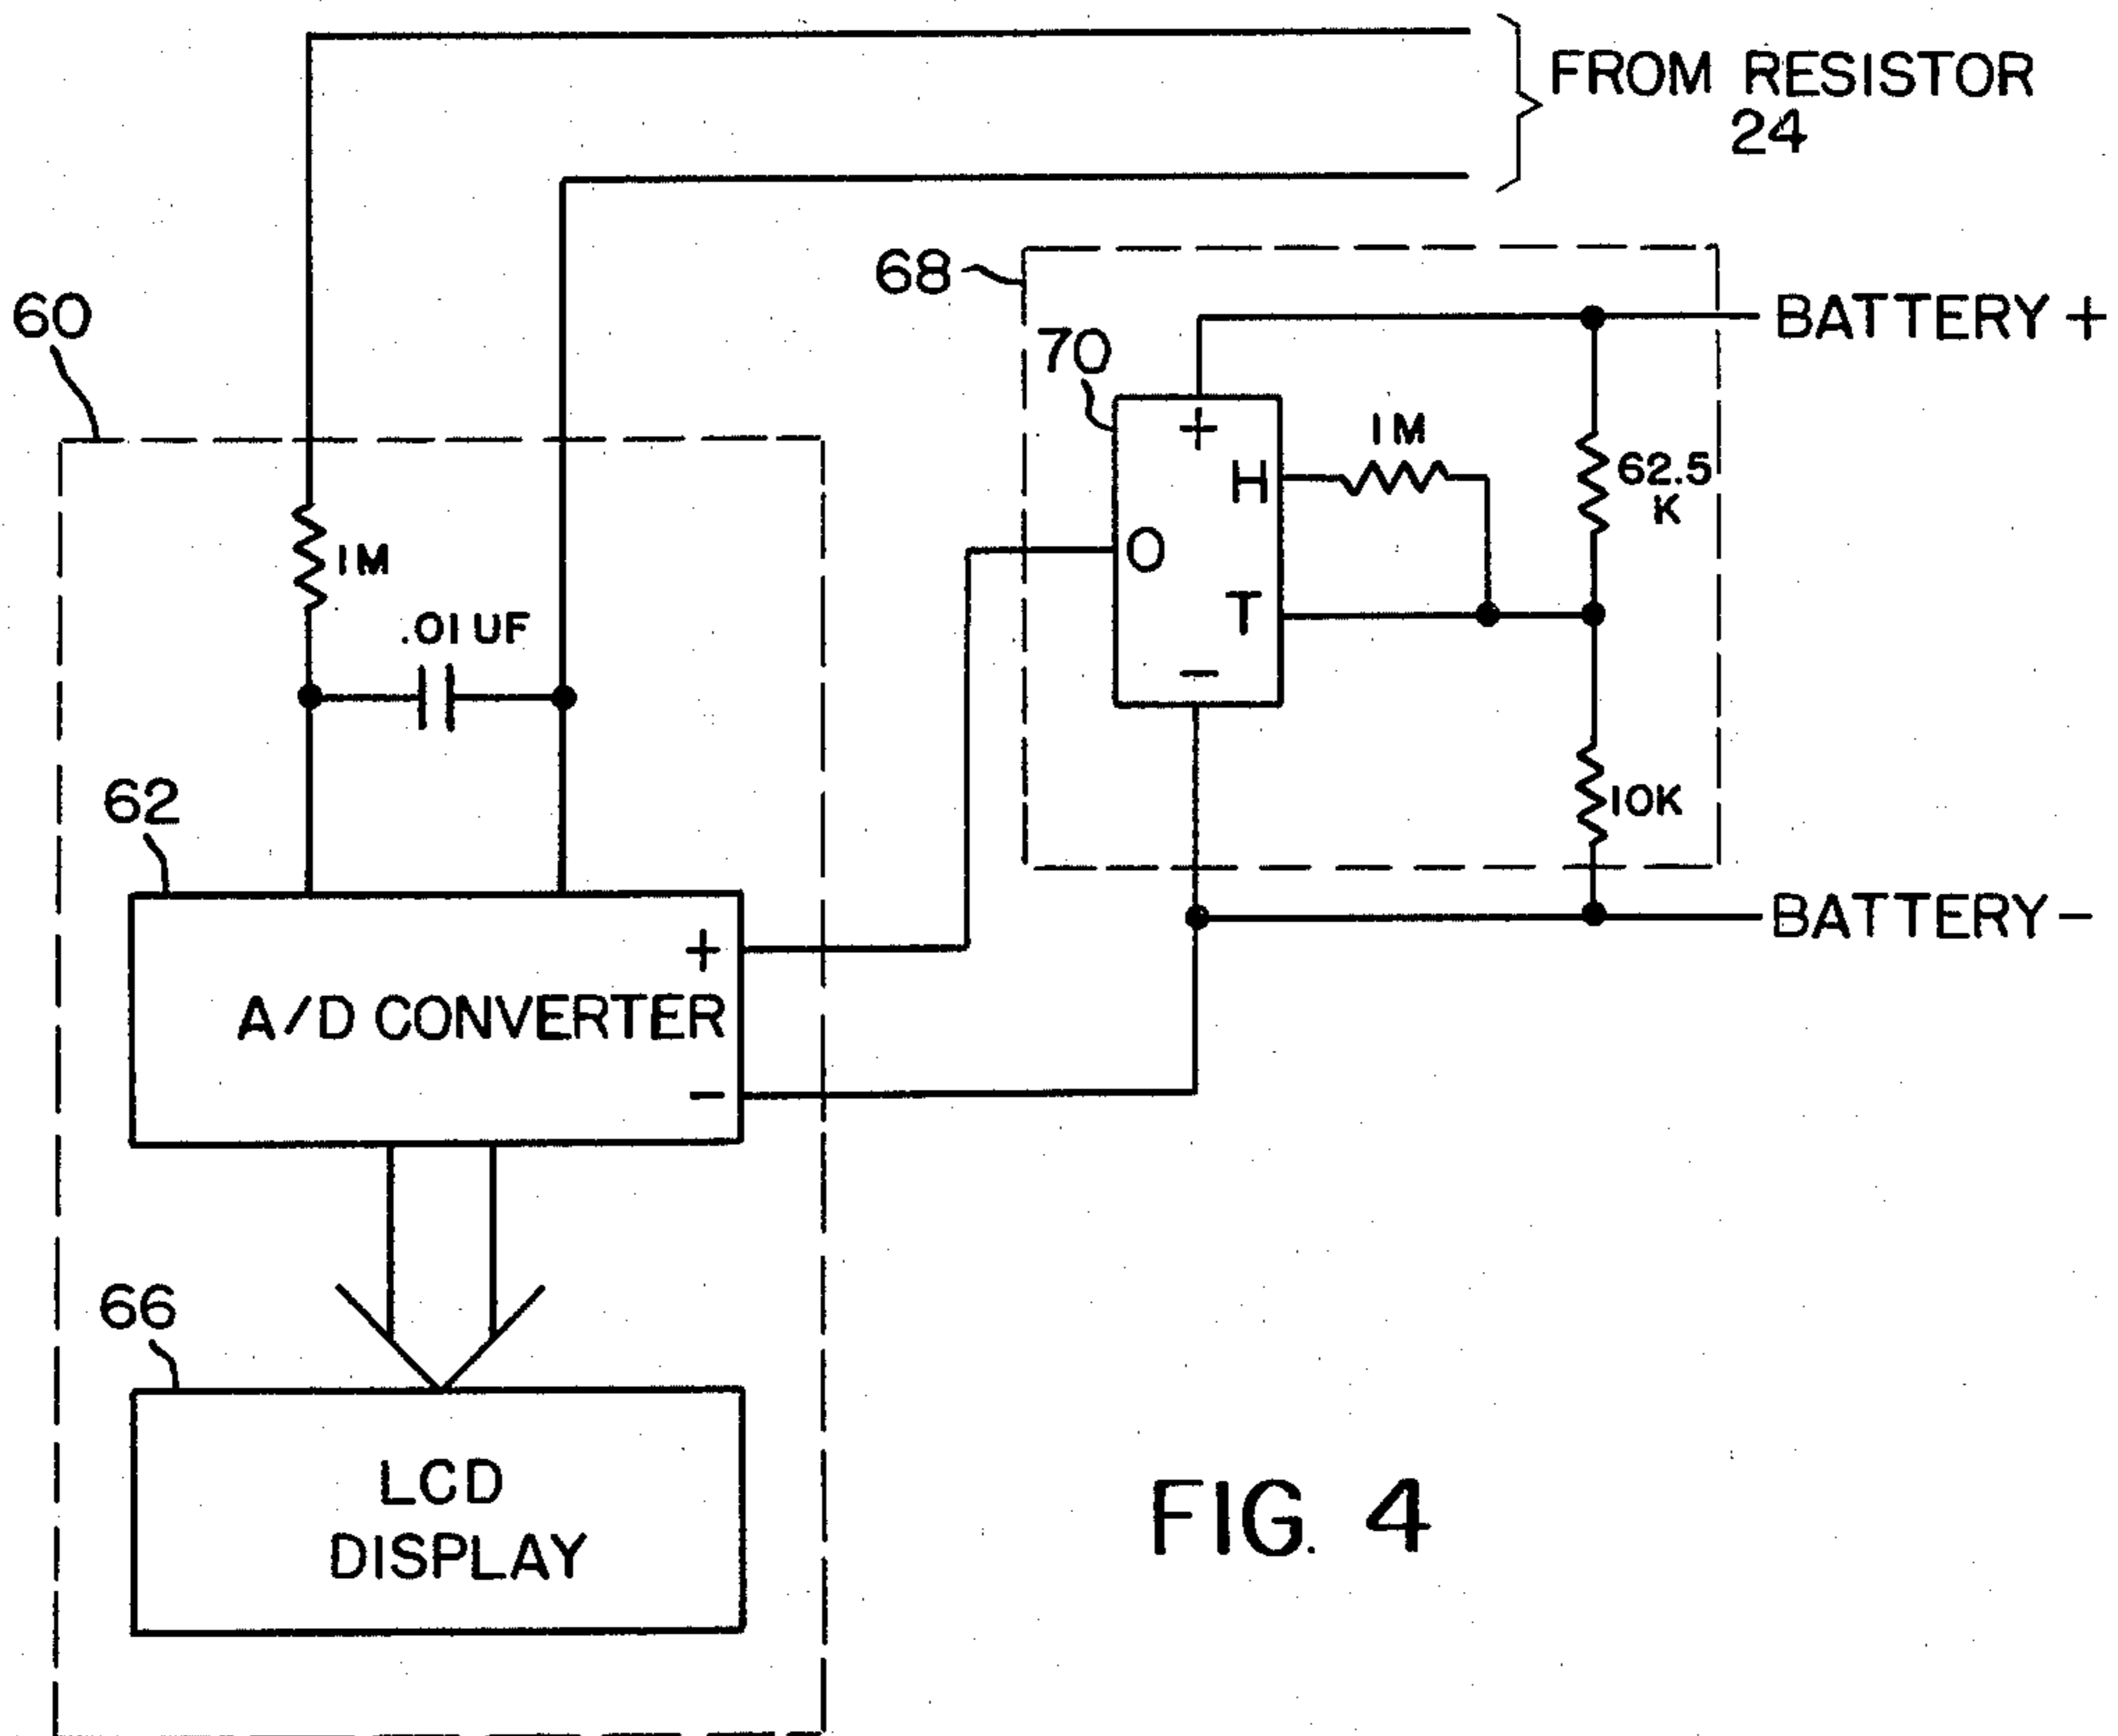 FROM RESISTOR
24
68
60
BATTERY +
70
+
1M
H
62.5
K
O
1M
T
.01 UF
−
62
10K
BATTERY −
+
A/D CONVERTER
−
66
LCD
DISPLAY
FIG. 4